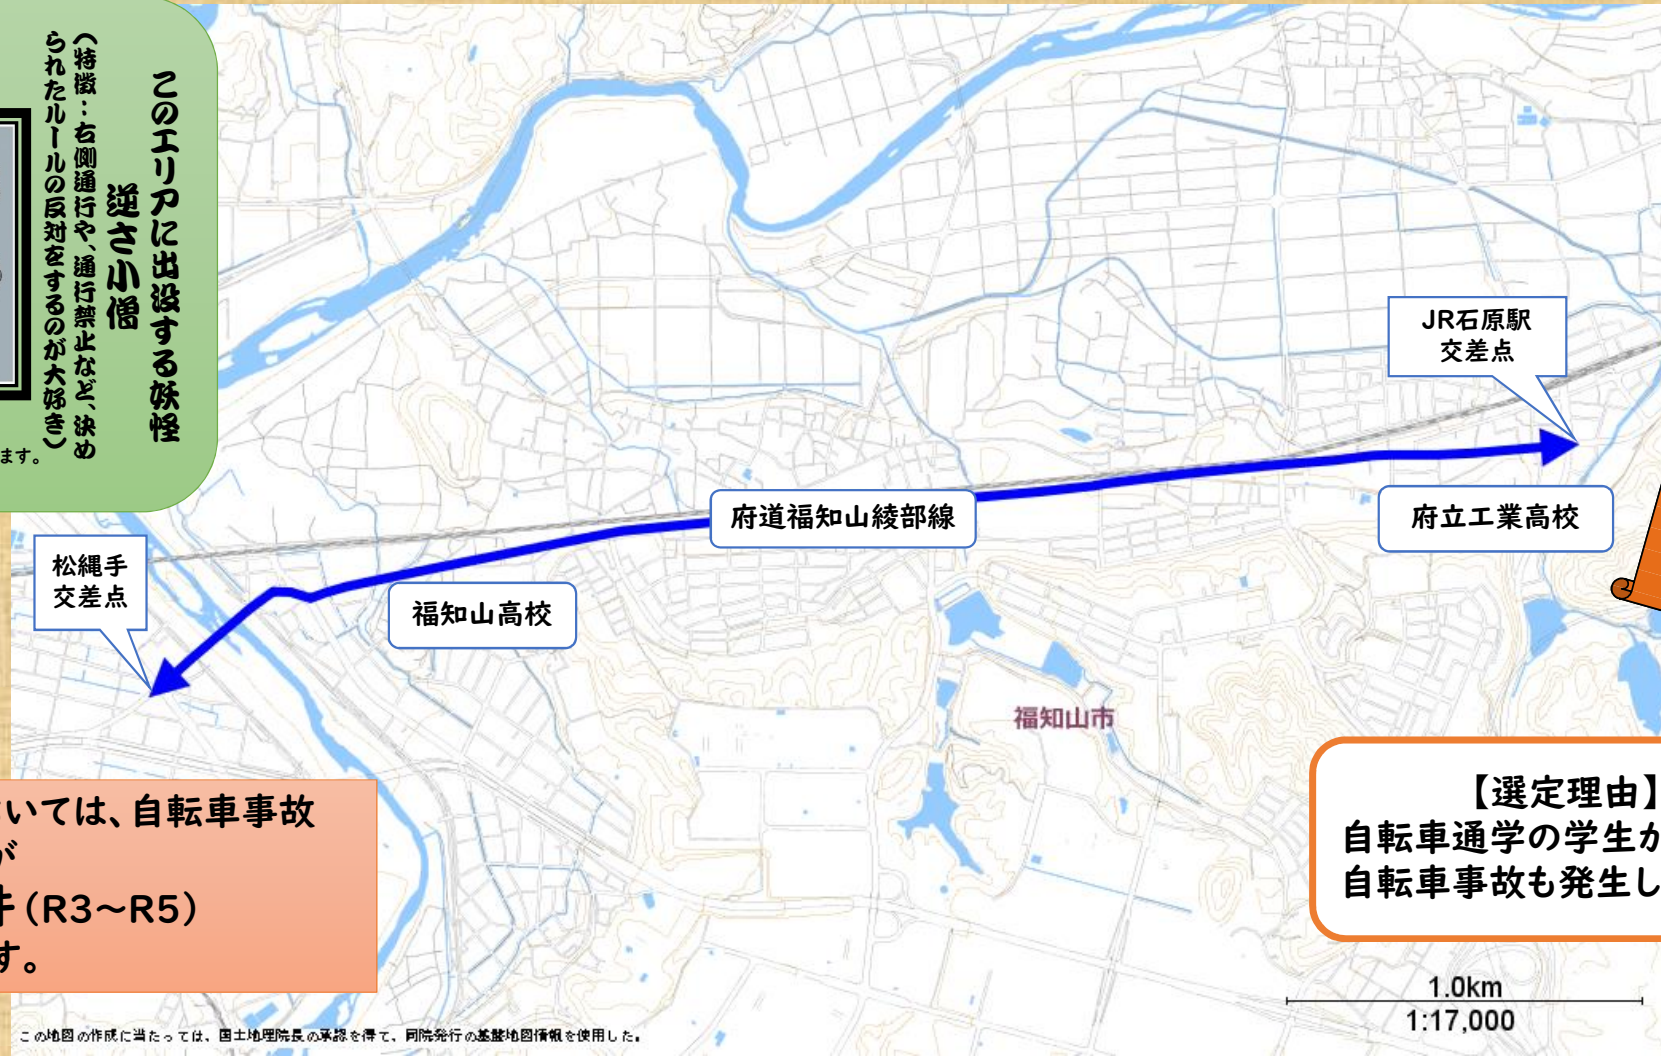 このエリアに出没する妖怪
逆さ小僧
(特徴：右側通行や、通行禁止など、決め
られたルールの反対をするのが大好き)
ます。
JR石原駅
交差点
府道福知山綾部線
府立工業高校
松縄手
交差点
福知山高校
福知山市
いては、自転車事故
が
件(R3～R5)
す。
【選定理由】
自転車通学の学生が
自転車事故も発生し
1.0km
1:17,000
この地図の作成に当たっては、国土地理院長の承認を得て、同院発行の基盤地図情報を使用した。